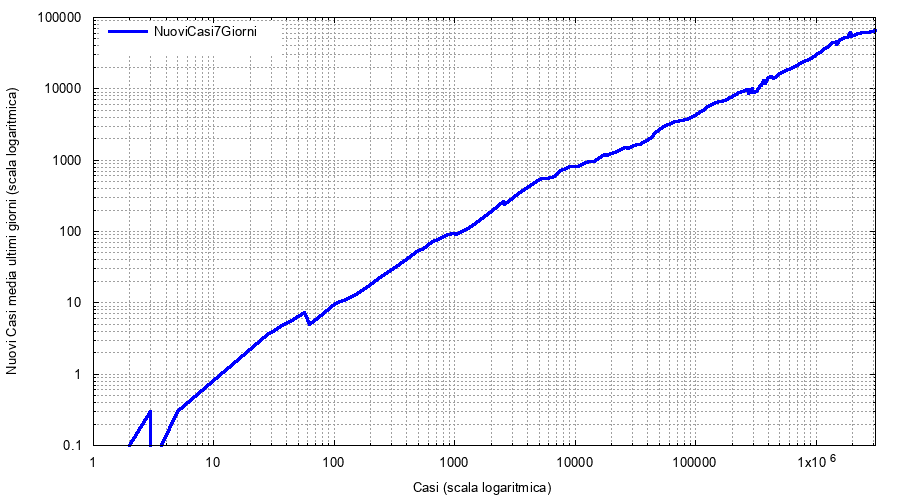 NuoviCasi7Giorni
Nuovi Casi media ultimi giorni (scala logaritmica)
100000
10000
1000
100
10
1
0.1
1 10 100 1000 10000 100000 1x10 6
Casi (scala logaritmica)